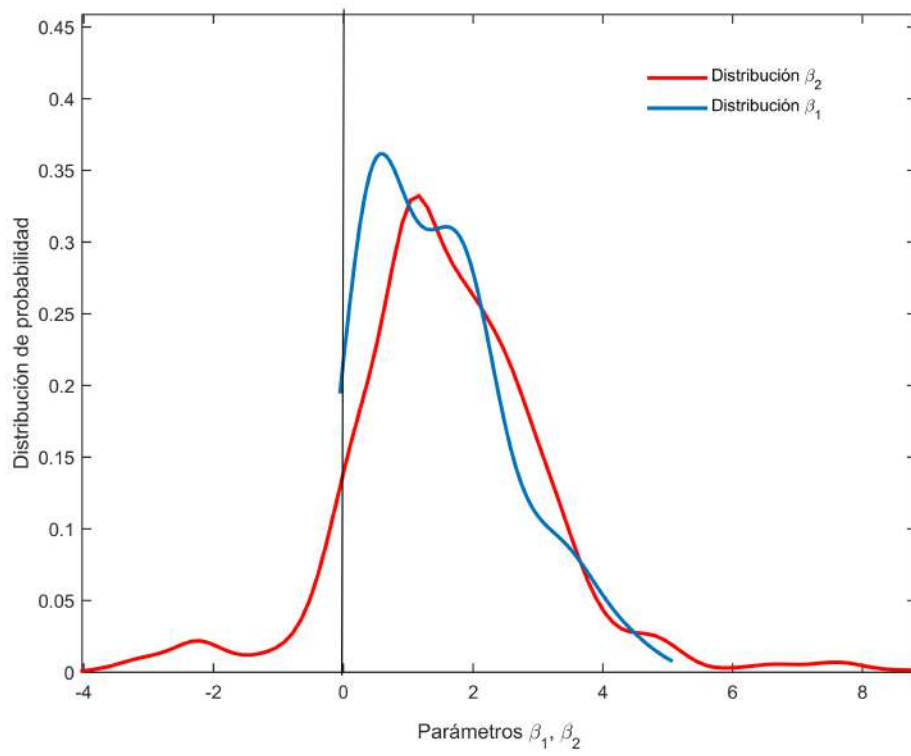 0.45
0.4
0.35
0.3
0.25
0.2
0.15
0.1
0.05
0
Distribución de probabilidad
Distribución β2
Distribución β1
-4 -2 0 2 4 6 8
Parámetros β1, β2